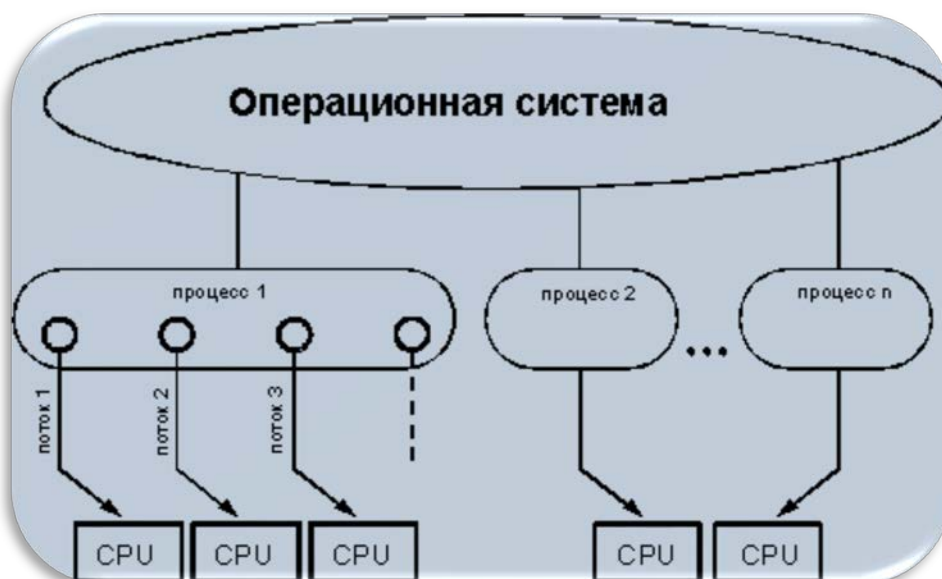 Операционная система
процесс 1
процесс 2
процесс n
поток 1
поток 2
поток 3
CPU
CPU
CPU
CPU
CPU